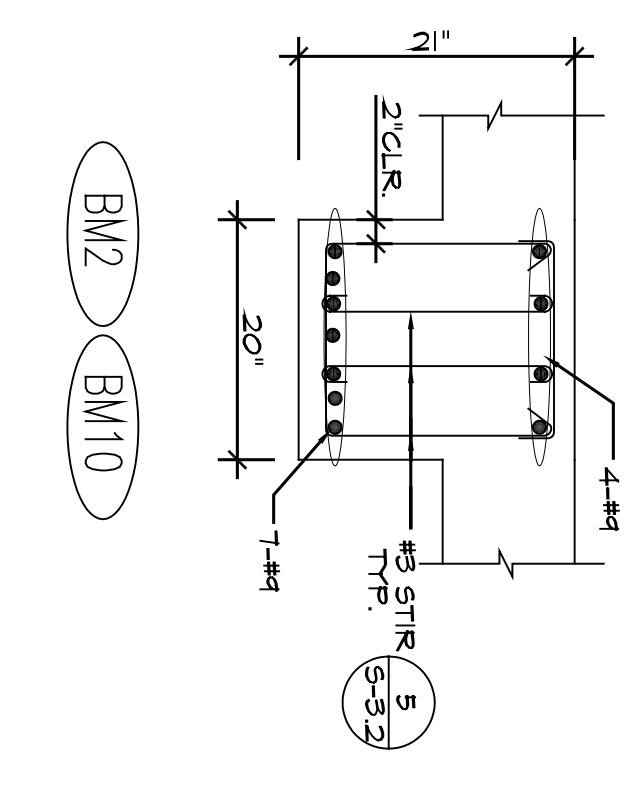 21"
2"CLR.
4-#9
20"
7-#9
#3 STIR
TYP.
5
S-3.2
BM2
BM10